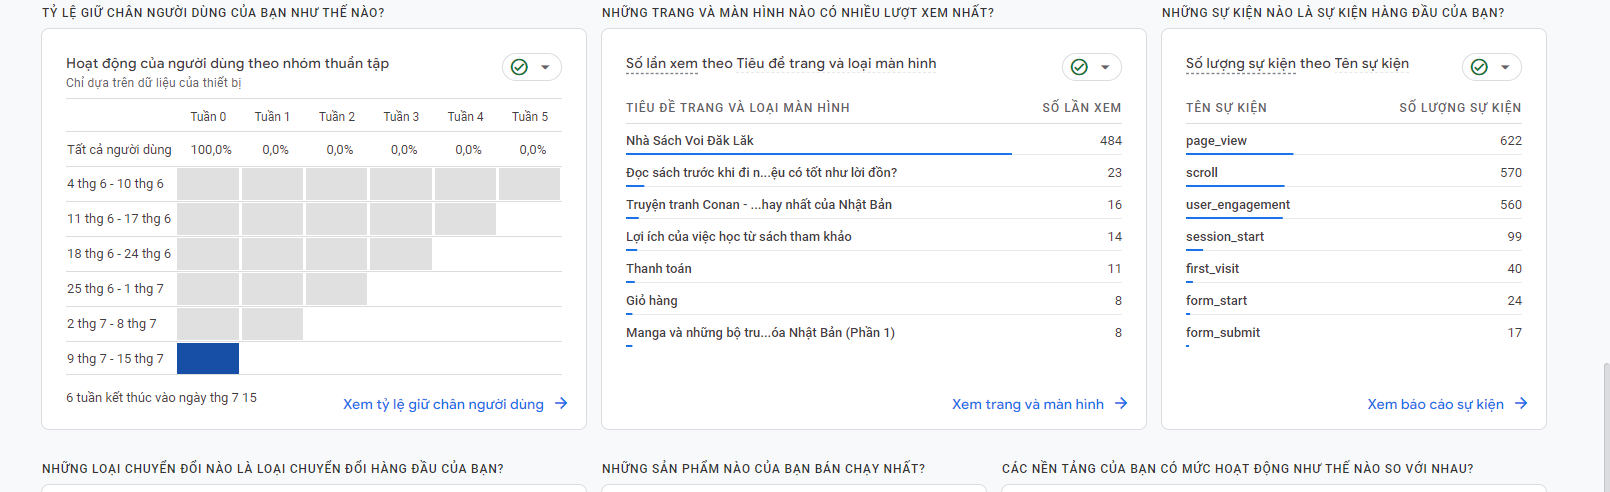 TỶ LỆ GIỮ CHÂN NGƯỜI DÙNG CỦA BẠN NHƯ THẾ NÀO?
Hoạt động của người dùng theo nhóm thuần tập
Chỉ dựa trên dữ liệu của thiết bị
Tuần 0 Tuần 1 Tuần 2 Tuần 3 Tuần 4 Tuần 5
Tất cả người dùng 100,0% 0,0% 0,0% 0,0% 0,0% 0,0%
4 thg 6 - 10 thg 6
11 thg 6 - 17 thg 6
18 thg 6 - 24 thg 6
25 thg 6 - 1 thg 7
2 thg 7 - 8 thg 7
9 thg 7 - 15 thg 7
6 tuần kết thúc vào ngày thg 7 15
Xem tỷ lệ giữ chân người dùng
NHỮNG TRANG VÀ MÀN HÌNH NÀO CÓ NHIỀU LƯỢT XEM NHẤT?
Số lần xem theo Tiêu đề trang và loại màn hình
TIÊU ĐỀ TRANG VÀ LOẠI MÀN HÌNH SỐ LẦN XEM
Nhà Sách Voi Đăk Lăk 484
Đọc sách trước khi đi n...ệu có tốt như lời đồn? 23
Truyện tranh Conan - ...hay nhất của Nhật Bản 16
Lợi ích của việc học từ sách tham khảo 14
Thanh toán 11
Giỏ hàng 8
Manga và những bộ tru...óa Nhật Bản (Phần 1) 8
Xem trang và màn hình
NHỮNG SỰ KIỆN NÀO LÀ SỰ KIỆN HÀNG ĐẦU CỦA BẠN?
Số lượng sự kiện theo Tên sự kiện
TÊN SỰ KIỆN SỐ LƯỢNG SỰ KIỆN
page_view 622
scroll 570
user_engagement 560
session_start 99
first_visit 40
form_start 24
form_submit 17
Xem báo cáo sự kiện
NHỮNG LOẠI CHUYỂN ĐỔI NÀO LÀ LOẠI CHUYỂN ĐỔI HÀNG ĐẦU CỦA BẠN?
NHỮNG SẢN PHẨM NÀO CỦA BẠN BÁN CHẠY NHẤT?
CÁC NỀN TẢNG CỦA BẠN CÓ MỨC HOẠT ĐỘNG NHƯ THẾ NÀO SO VỚI NHAU?